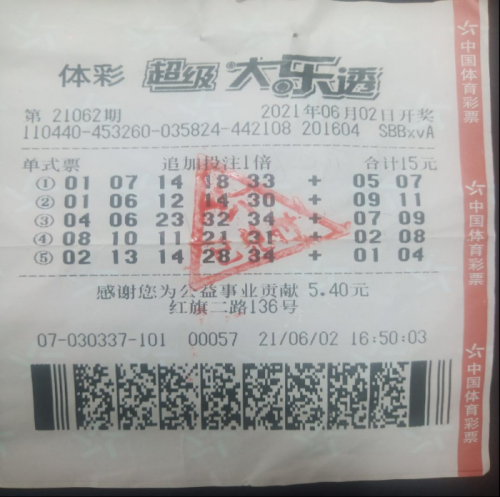 体彩 超级大乐透
第 21062期 2021年06月02日开奖
110440-453260-035824-442108 201604 SBBxvA
单式票 追加投注1倍 合计15元
① 01 07 14 18 33 + 05 07
② 01 06 12 14 30 + 09 11
③ 04 06 23 32 34 + 07 09
④ 08 10 11 21 31 + 02 08
⑤ 02 13 14 28 34 + 01 04
感谢您为公益事业贡献 5.40元
红旗二路136号
07-030337-101 00057 21/06/02 16:50:03
中国体育彩票
中国体育彩票
中国体育彩票